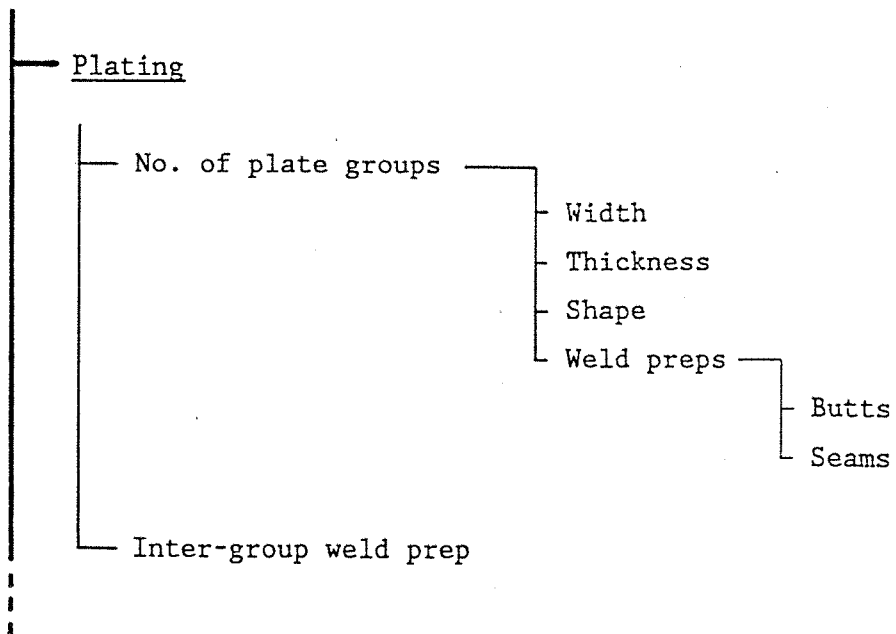 Plating
No. of plate groups
Width
Thickness
Shape
Weld preps
Butts
Seams
Inter-group weld prep